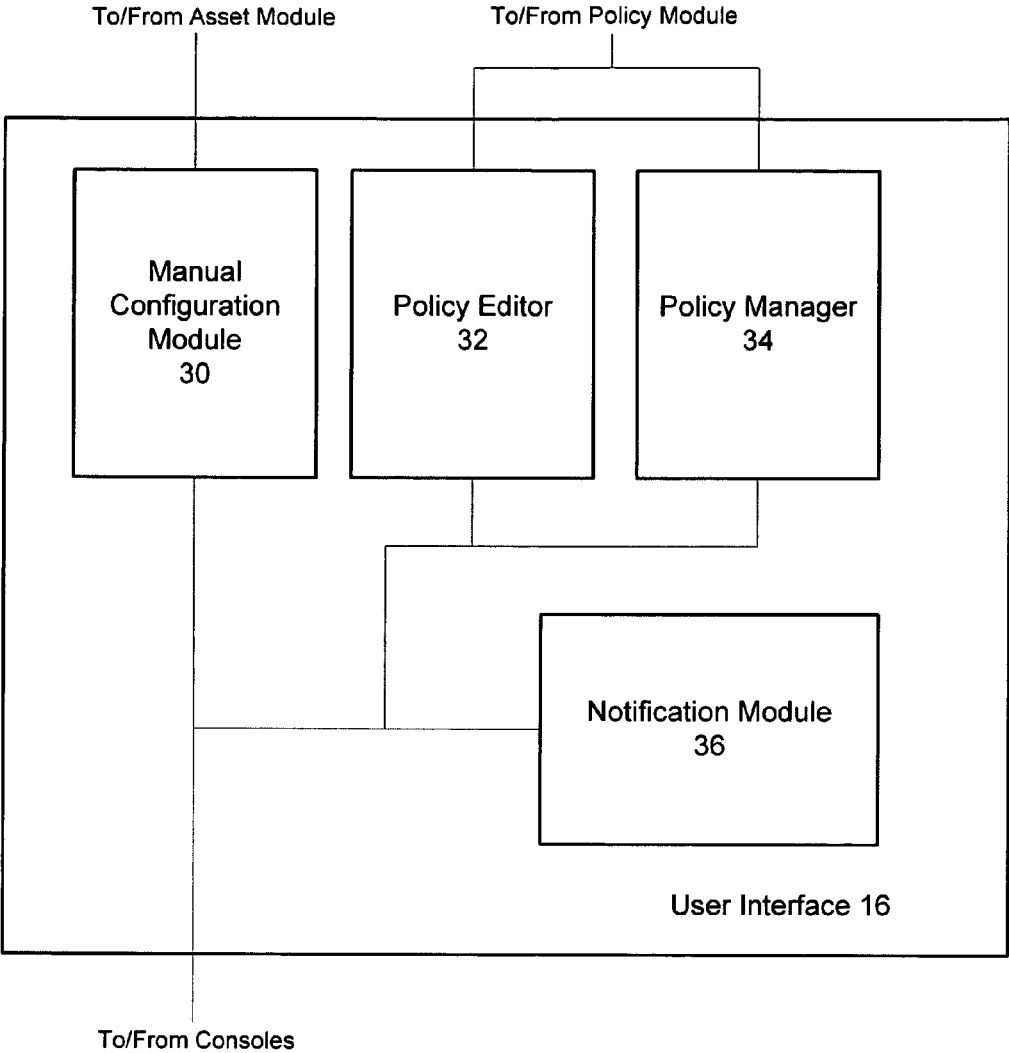 To/From Asset Module
To/From Policy Module
Manual
Configuration
Module
30
Policy Editor
32
Policy Manager
34
Notification Module
36
User Interface 16
To/From Consoles